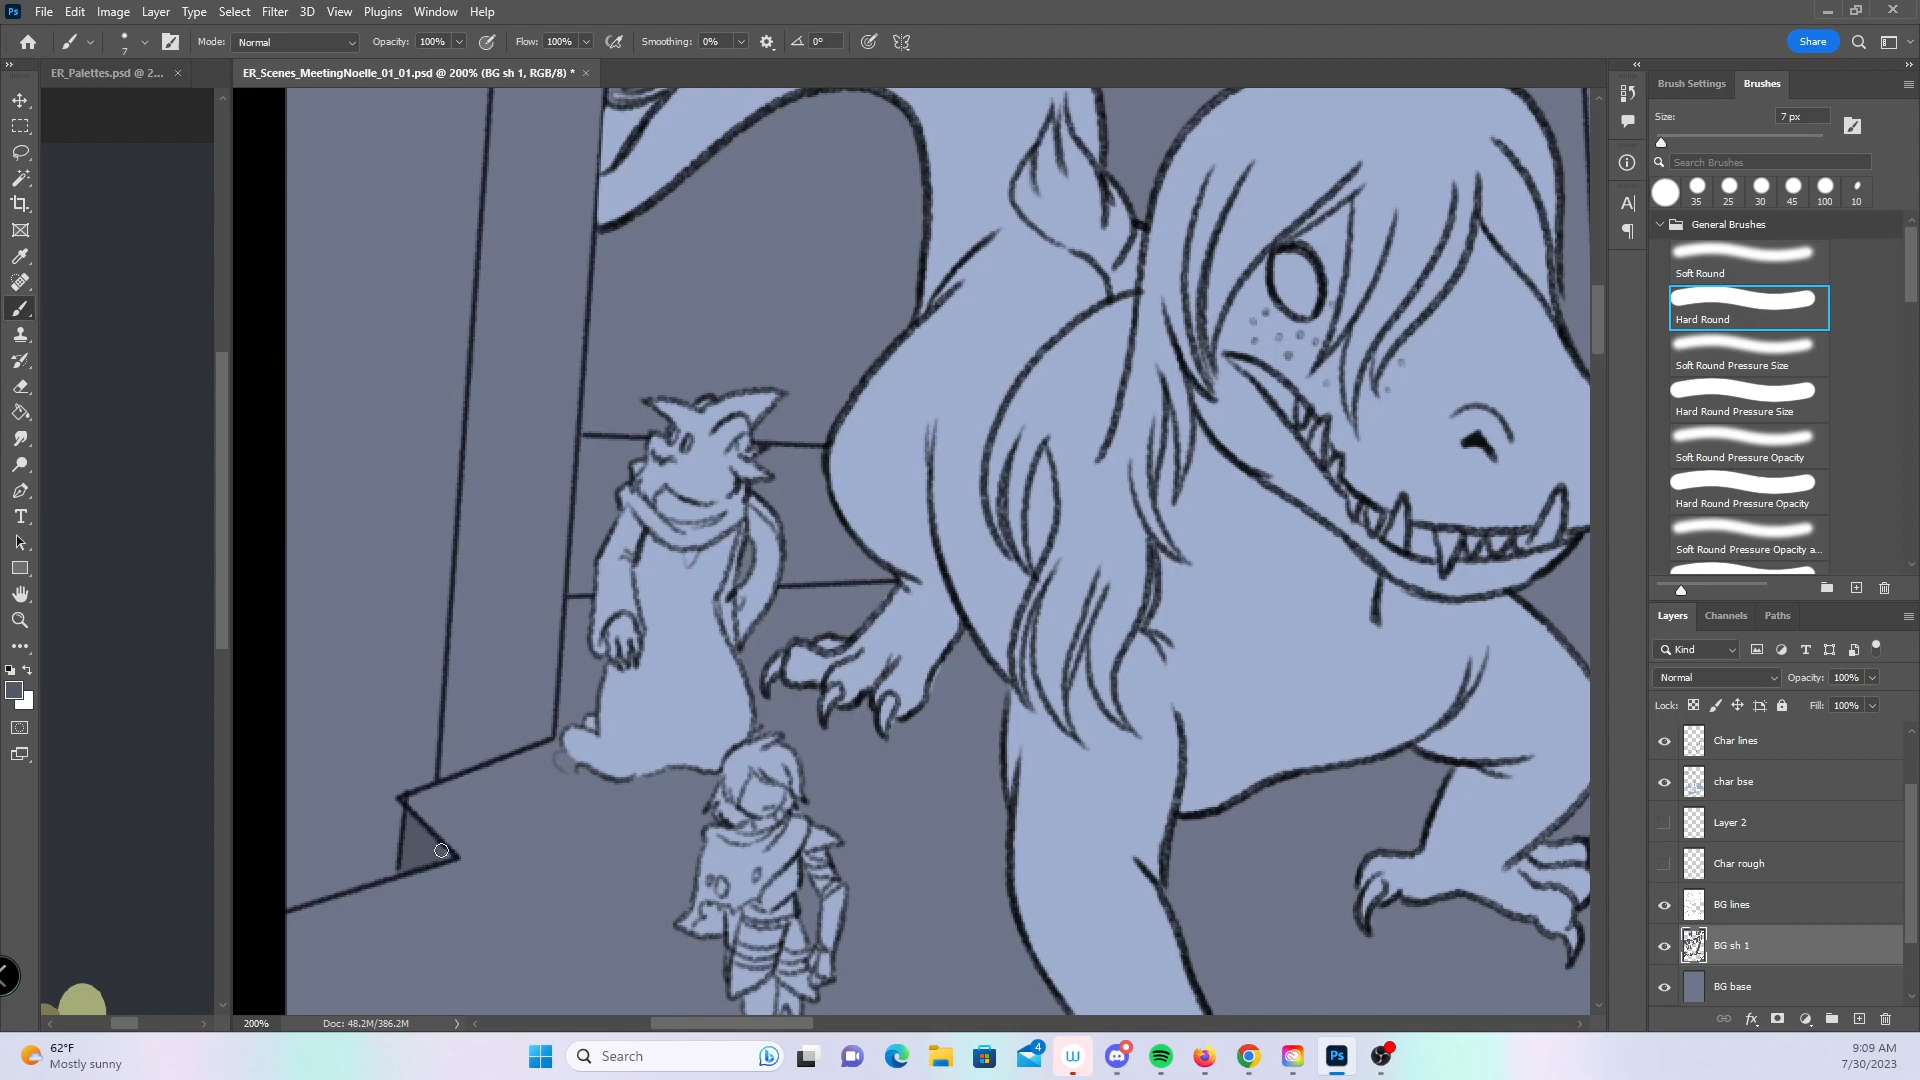 Ps File Edit Image Layer Type Select Filter 3D View Plugins Window Help
7 Mode: Normal Opacity: 100% Flow: 100% Smoothing: 0% 0° Share
ER_Palettes.psd @ 2... × ER_Scenes_MeetingNoelle_01_01.psd @ 200% (BG sh 1, RGB/8) * ×
Brush Settings Brushes
Size: 7 px
Search Brushes
35 25 30 45 100 10
General Brushes
Soft Round
Hard Round
Soft Round Pressure Size
Hard Round Pressure Size
Soft Round Pressure Opacity
Hard Round Pressure Opacity
Soft Round Pressure Opacity a...
Layers Channels Paths
Kind
Normal Opacity: 100%
Lock: Fill: 100%
Char lines
char bse
Layer 2
Char rough
BG lines
BG sh 1
BG base
200% Doc: 48.2M/386.2M
62°F
Mostly sunny
Search
4
Ps
9:09 AM
7/30/2023